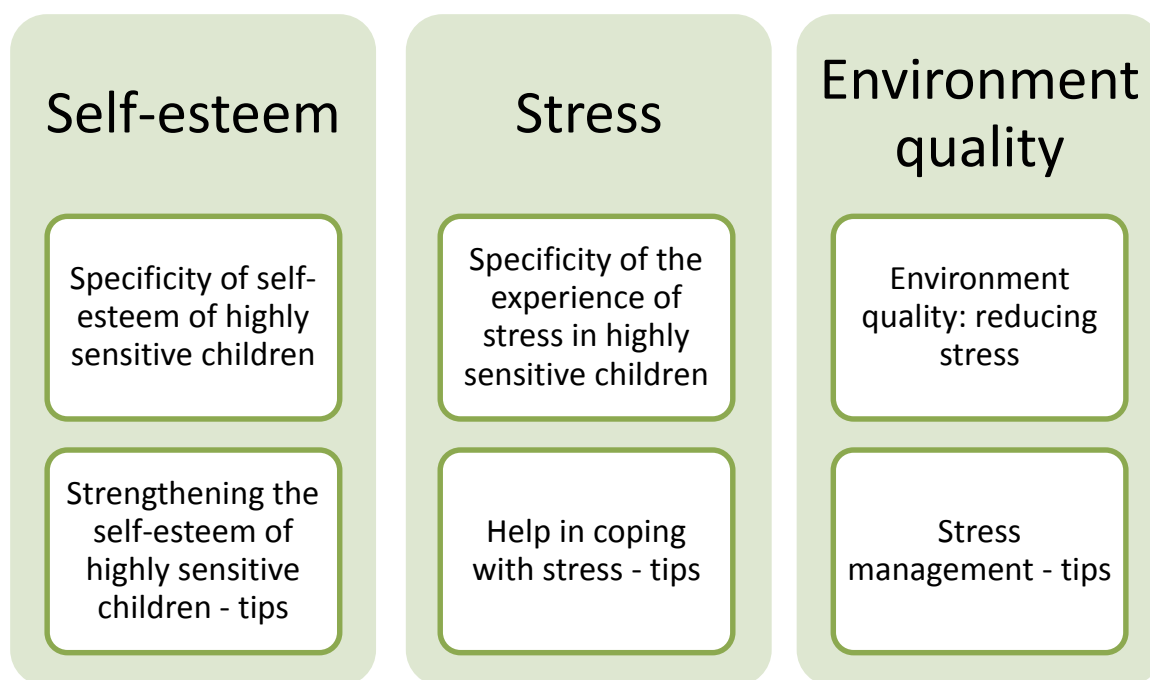 Self-esteem
Specificity of self-
esteem of highly
sensitive children
Strengthening the
self-esteem of
highly sensitive
children - tips
Stress
Specificity of the
experience of
stress in highly
sensitive children
Help in coping
with stress - tips
Environment
quality
Environment
quality: reducing
stress
Stress
management - tips